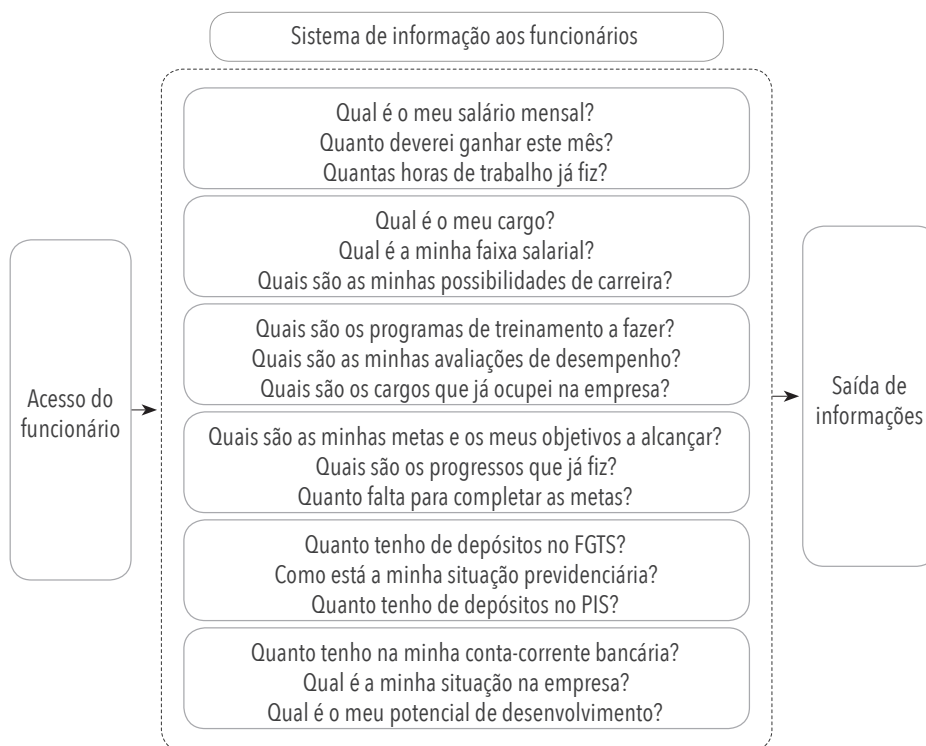 Sistema de informação aos funcionários
Qual é o meu salário mensal?
Quanto deverei ganhar este mês?
Quantas horas de trabalho já fiz?
Qual é o meu cargo?
Qual é a minha faixa salarial?
Quais são as minhas possibilidades de carreira?
Quais são os programas de treinamento a fazer?
Quais são as minhas avaliações de desempenho?
Quais são os cargos que já ocupei na empresa?
Acesso do
funcionário
Quais são as minhas metas e os meus objetivos a alcançar?
Quais são os progressos que já fiz?
Quanto falta para completar as metas?
Quanto tenho de depósitos no FGTS?
Como está a minha situação previdenciária?
Quanto tenho de depósitos no PIS?
Quanto tenho na minha conta-corrente bancária?
Qual é a minha situação na empresa?
Qual é o meu potencial de desenvolvimento?
Saída de
informações